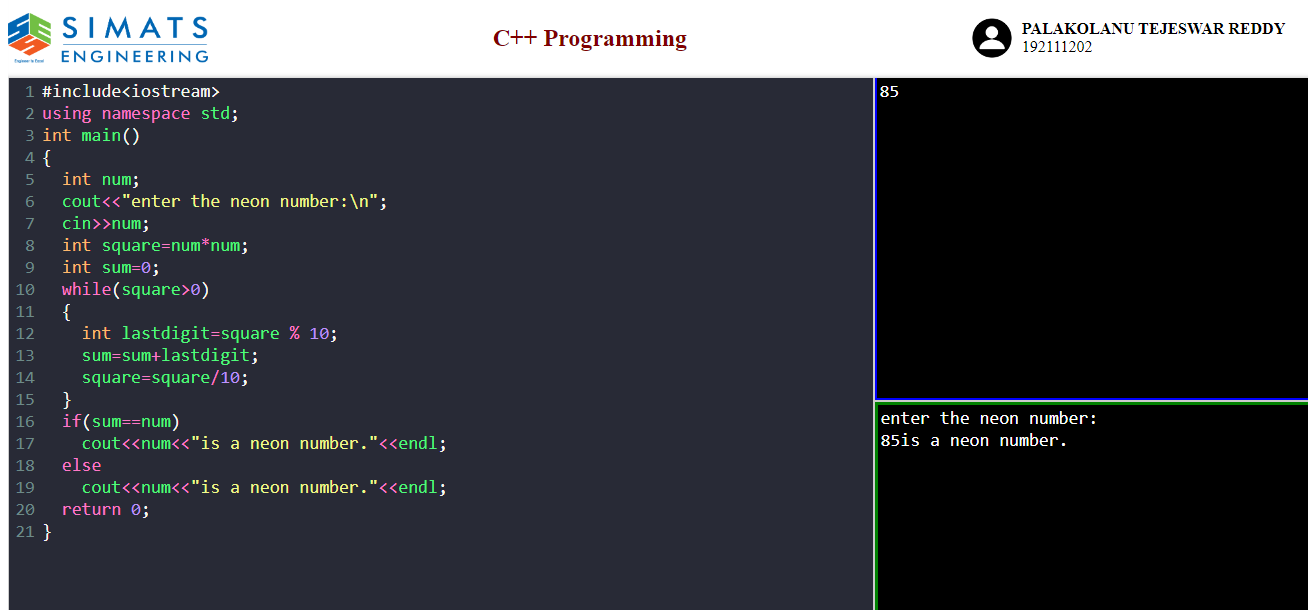 SIMATS
ENGINEERING
Engineer to Excel
C++ Programming
PALAKOLANU TEJESWAR REDDY
192111202
1 #include<iostream>
2 using namespace std;
3 int main()
4 {
5   int num;
6   cout<<"enter the neon number:\n";
7   cin>>num;
8   int square=num*num;
9   int sum=0;
10   while(square>0)
11   {
12     int lastdigit=square % 10;
13     sum=sum+lastdigit;
14     square=square/10;
15   }
16   if(sum==num)
17     cout<<num<<"is a neon number."<<endl;
18   else
19     cout<<num<<"is a neon number."<<endl;
20   return 0;
21 }
85
enter the neon number:
85is a neon number.